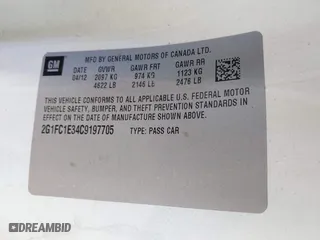 GM
MFD BY GENERAL MOTORS OF CANADA LTD.
DATE GVWR GAWR FRT GAWR RR
04/12 2097 KG 974 KG 1123 KG
4622 LB 2146 LB 2476 LB
THIS VEHICLE CONFORMS TO ALL APPLICABLE U.S. FEDERAL MOTOR
VEHICLE SAFETY, BUMPER, AND THEFT PREVENTION STANDARDS IN
EFFECT ON THE DATE OF MANUFACTURE SHOWN ABOVE.
2G1FC1E34C9197705 TYPE: PASS CAR
DREAMBID